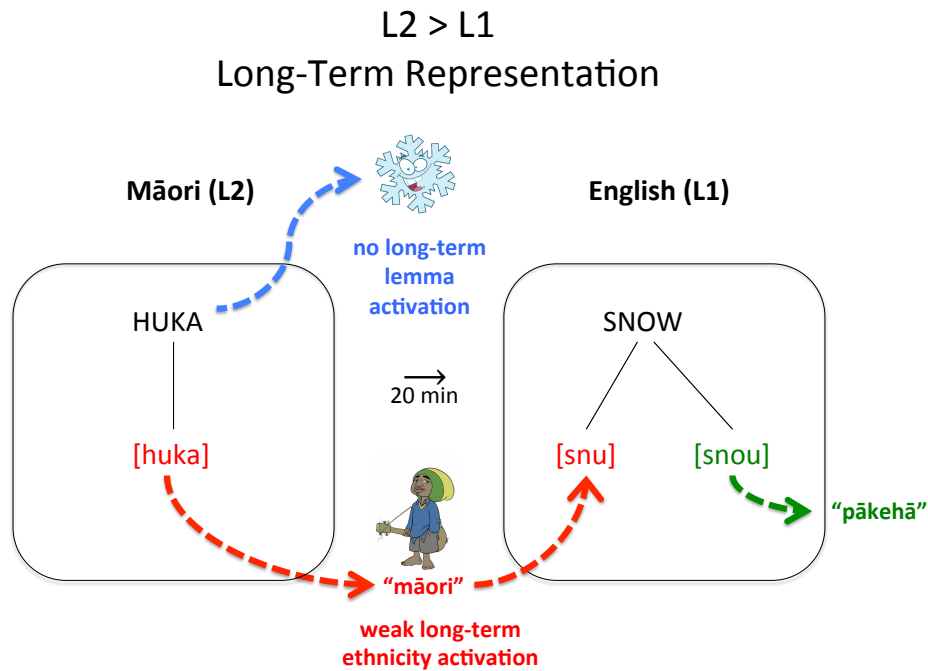 L2 > L1
Long-Term Representation
Māori (L2)
English (L1)
no long-term
lemma
activation
HUKA
SNOW
20 min
[huka]
[snu]
[snou]
“pākehā”
“māori”
weak long-term
ethnicity activation